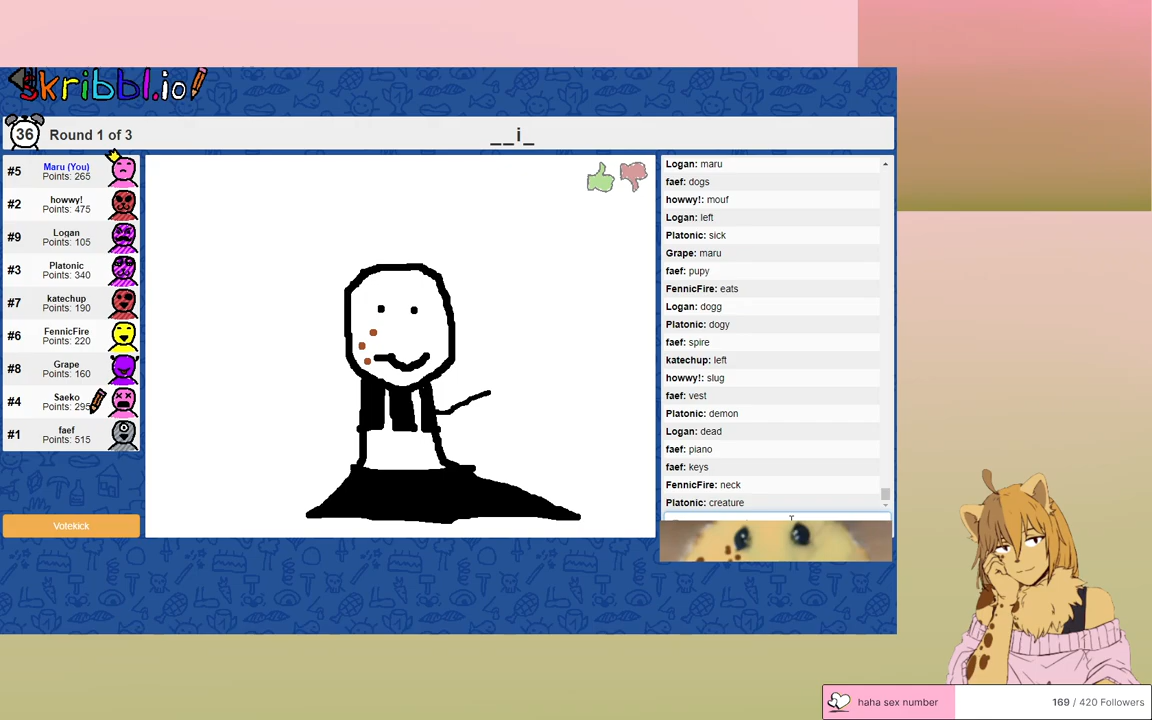 skribbl.io
36 Round 1 of 3 __i_
#5 Maru (You)
Points: 265
#2 howwy!
Points: 475
#9 Logan
Points: 105
#3 Platonic
Points: 340
#7 katechup
Points: 190
#6 FennicFire
Points: 220
#8 Grape
Points: 160
#4 Saeko
Points: 295
#1 faef
Points: 515
Votekick
Logan: maru
faef: dogs
howwy!: mouf
Logan: left
Platonic: sick
Grape: maru
faef: pupy
FennicFire: eats
Logan: dogg
Platonic: dogy
faef: spire
katechup: left
howwy!: slug
faef: vest
Platonic: demon
Logan: dead
faef: piano
faef: keys
FennicFire: neck
Platonic: creature
haha sex number 169 / 420 Followers